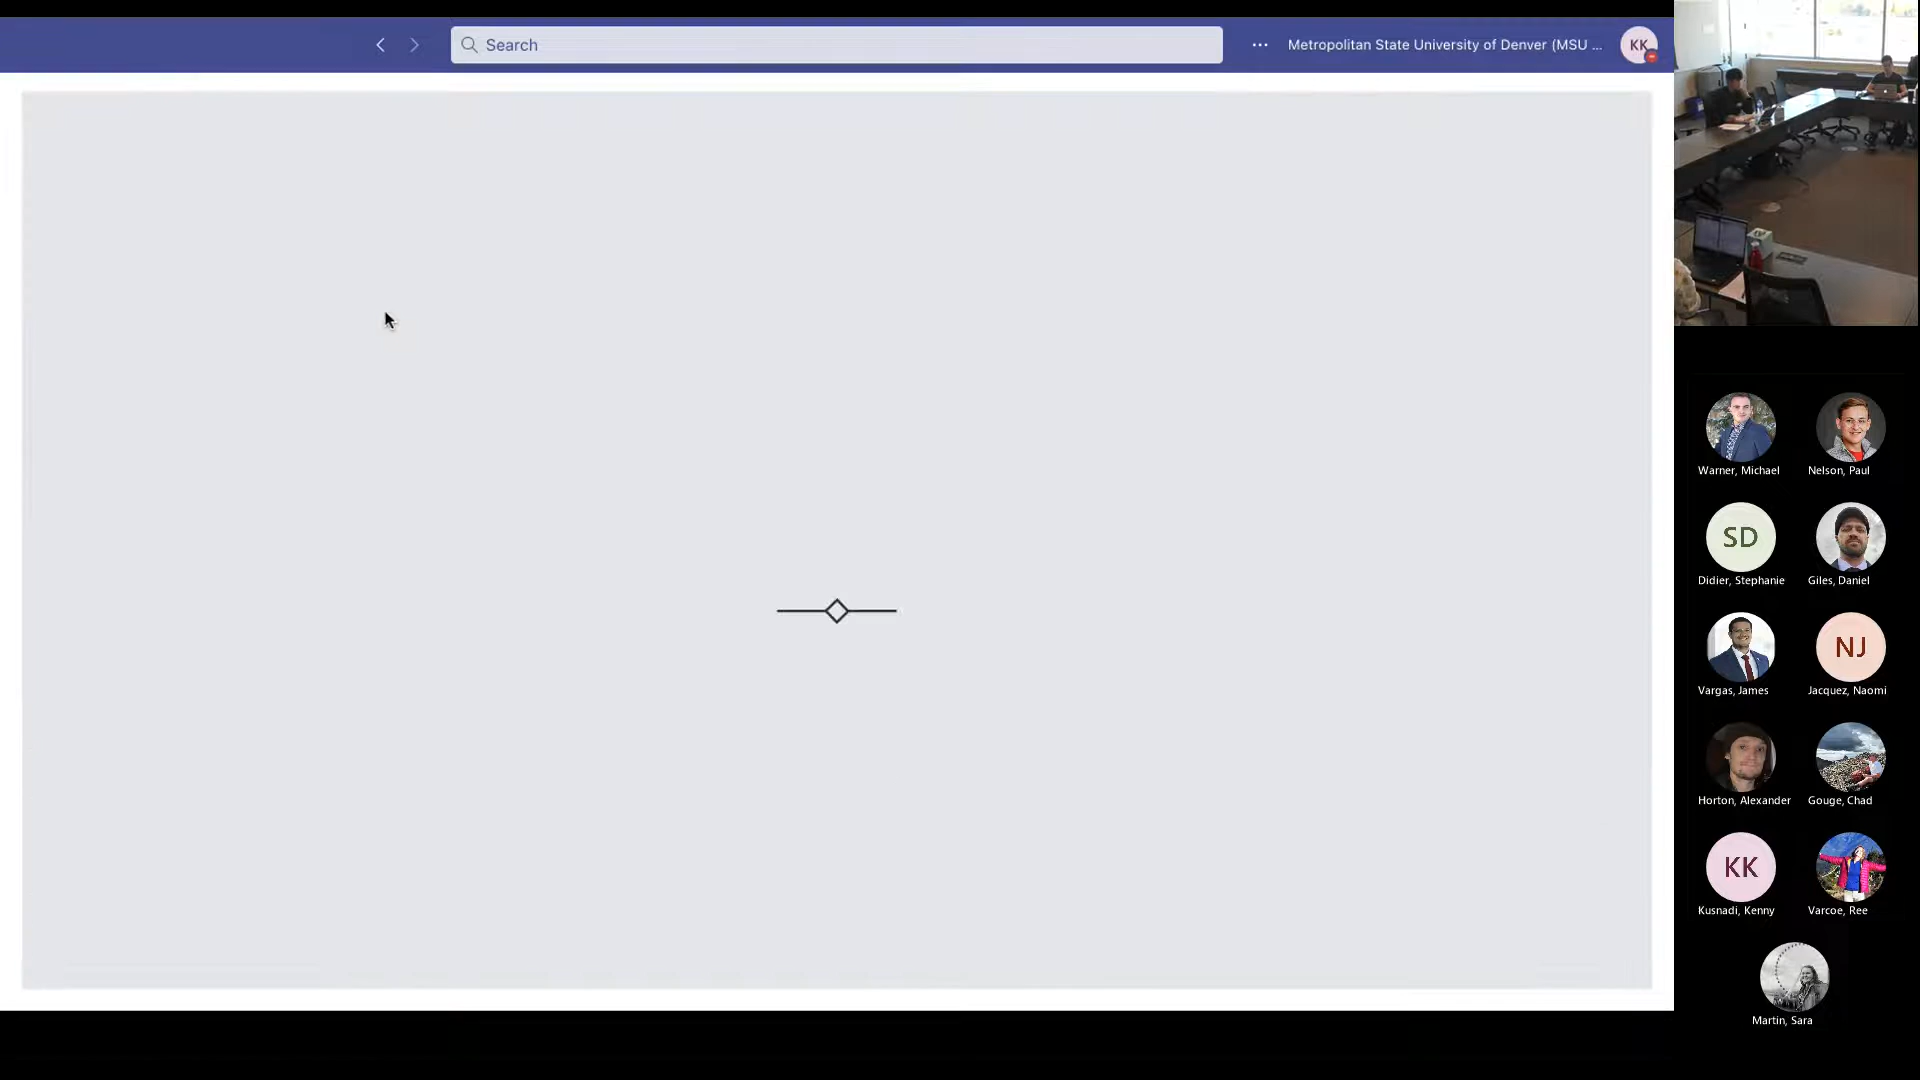 Search
... Metropolitan State University of Denver (MSU ...
KK
Warner, Michael
Nelson, Paul
SD
Didier, Stephanie
Giles, Daniel
Vargas, James
NJ
Jacquez, Naomi
Horton, Alexander
Gouge, Chad
KK
Kusnadi, Kenny
Varcoe, Ree
Martin, Sara